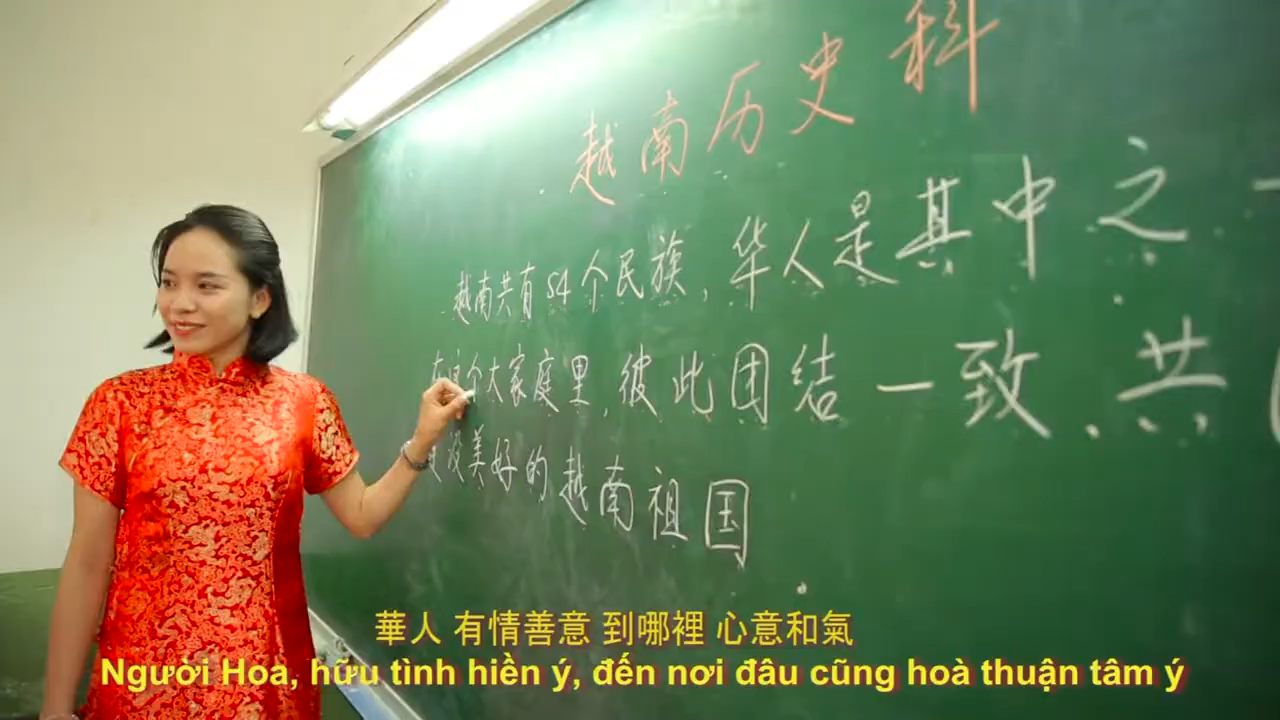 越南历史科
越南共有54个民族，华人是其中之一
个大家庭里，彼此团结一致，共
美好的越南祖国
華人 有情善意 到哪裡 心意和氣
Người Hoa, hữu tình hiền ý, đến nơi đâu cũng hoà thuận tâm ý